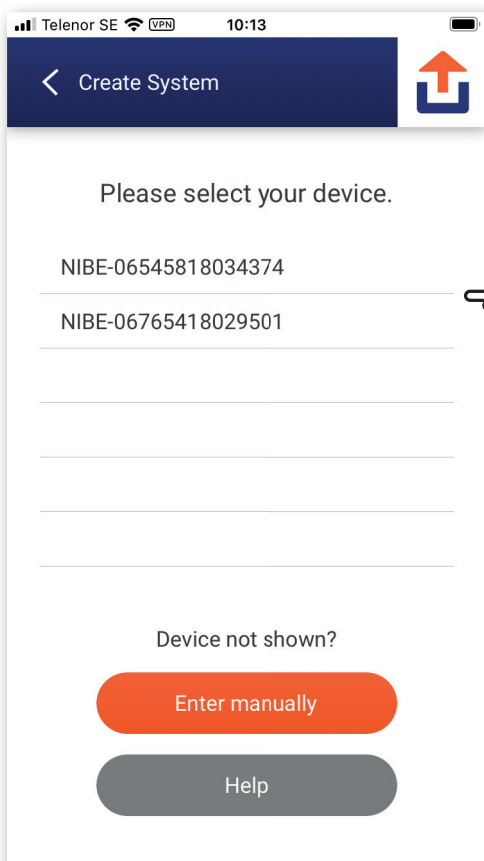 Telenor SE VPN 10:13
Create System
Please select your device.
NIBE-06545818034374
NIBE-06765418029501
Device not shown?
Enter manually
Help